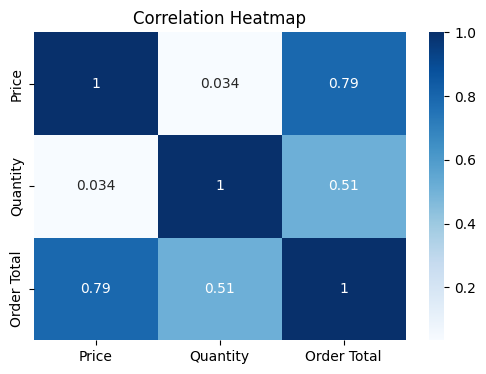 Correlation Heatmap
Price
1
0.034
0.79
Quantity
0.034
1
0.51
Order Total
0.79
0.51
1
Price
Quantity
Order Total
1.0
0.8
0.6
0.4
0.2